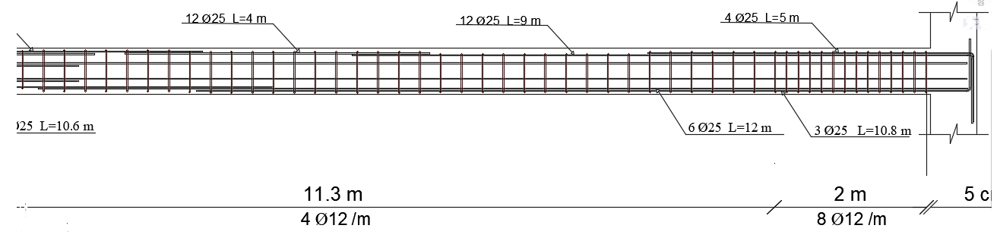 12 Ø25 L=4 m
12 Ø25 L=9 m
4 Ø25 L=5 m
Ø25 L=10.6 m
6 Ø25 L=12 m
3 Ø25 L=10.8 m
11.3 m
2 m
5 c
4 Ø12 /m
8 Ø12 /m